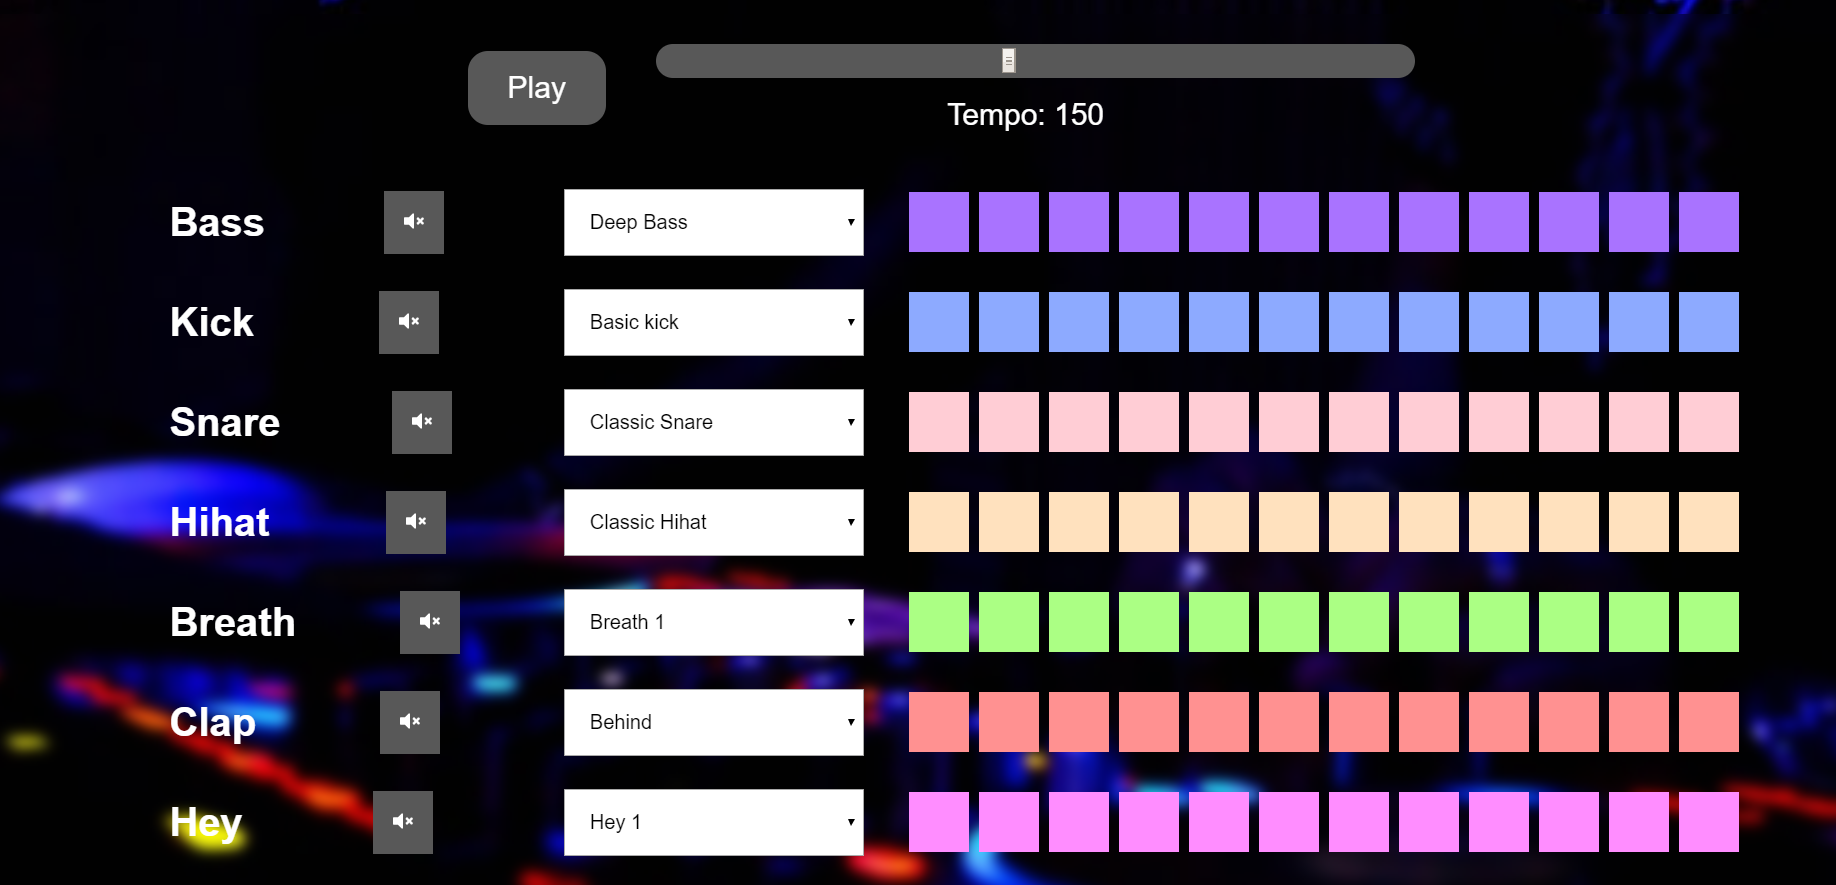 Play
Tempo: 150
Bass
Deep Bass
Kick
Basic kick
Snare
Classic Snare
Hihat
Classic Hihat
Breath
Breath 1
Clap
Behind
Hey
Hey 1